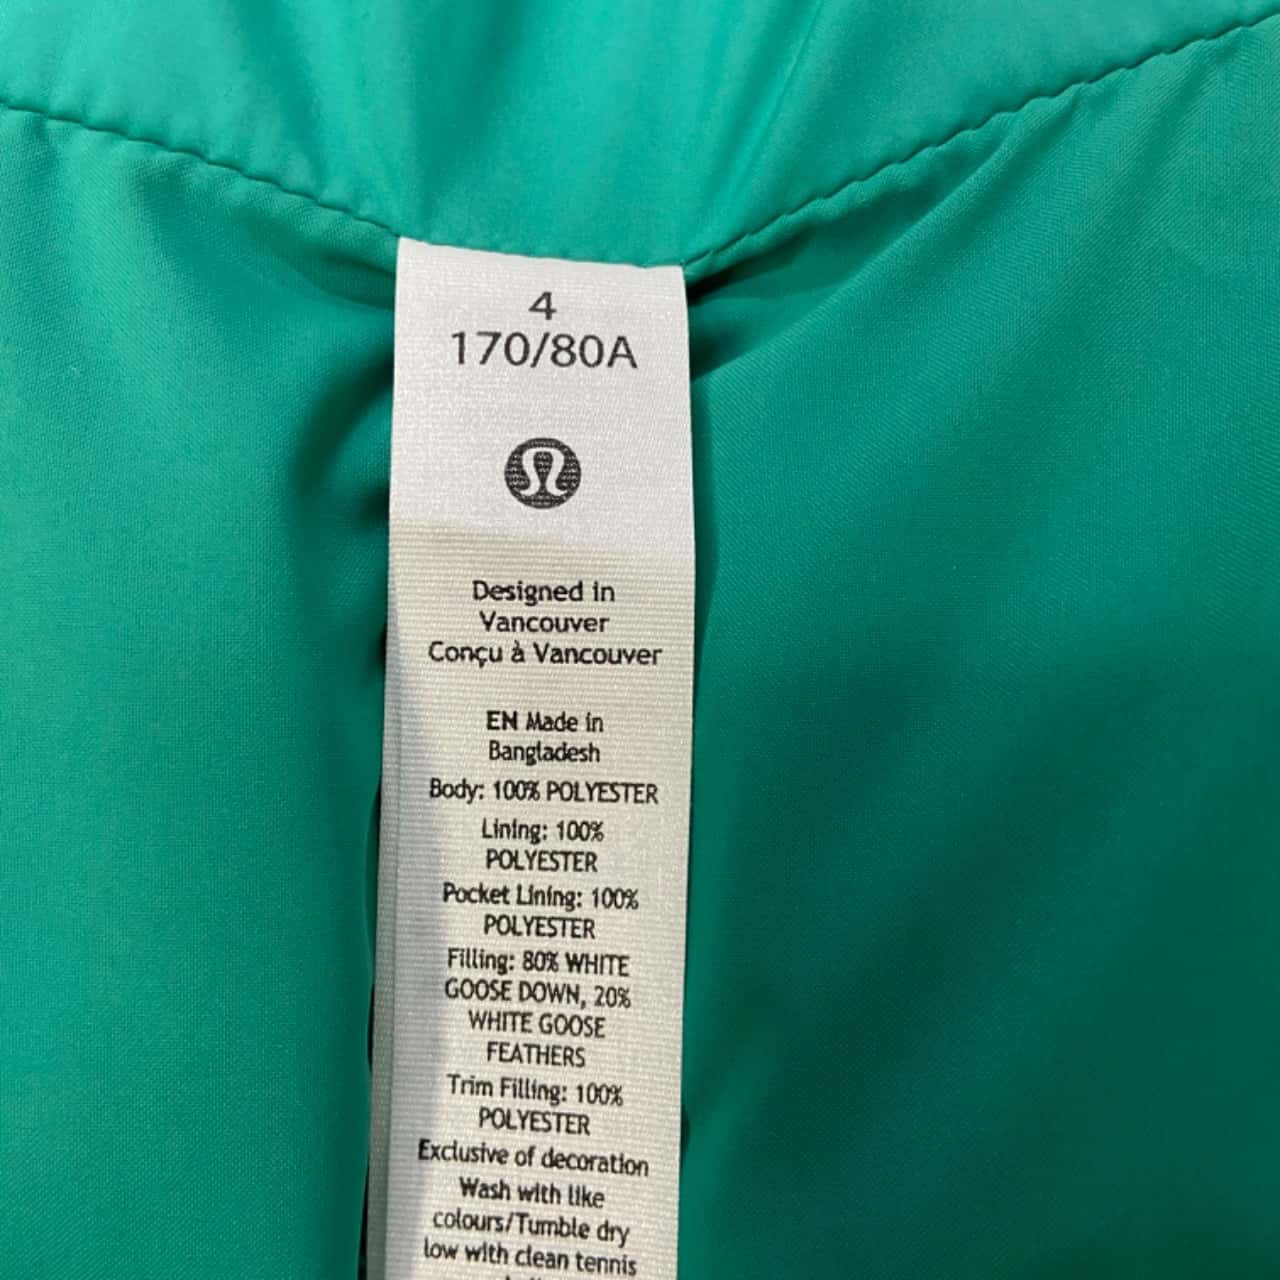 4
170/80A
Designed in
Vancouver
Conçu à Vancouver
EN Made in
Bangladesh
Body: 100% POLYESTER
Lining: 100%
POLYESTER
Pocket Lining: 100%
POLYESTER
Filling: 80% WHITE
GOOSE DOWN, 20%
WHITE GOOSE
FEATHERS
Trim Filling: 100%
POLYESTER
Exclusive of decoration
Wash with like
colours/Tumble dry
low with clean tennis